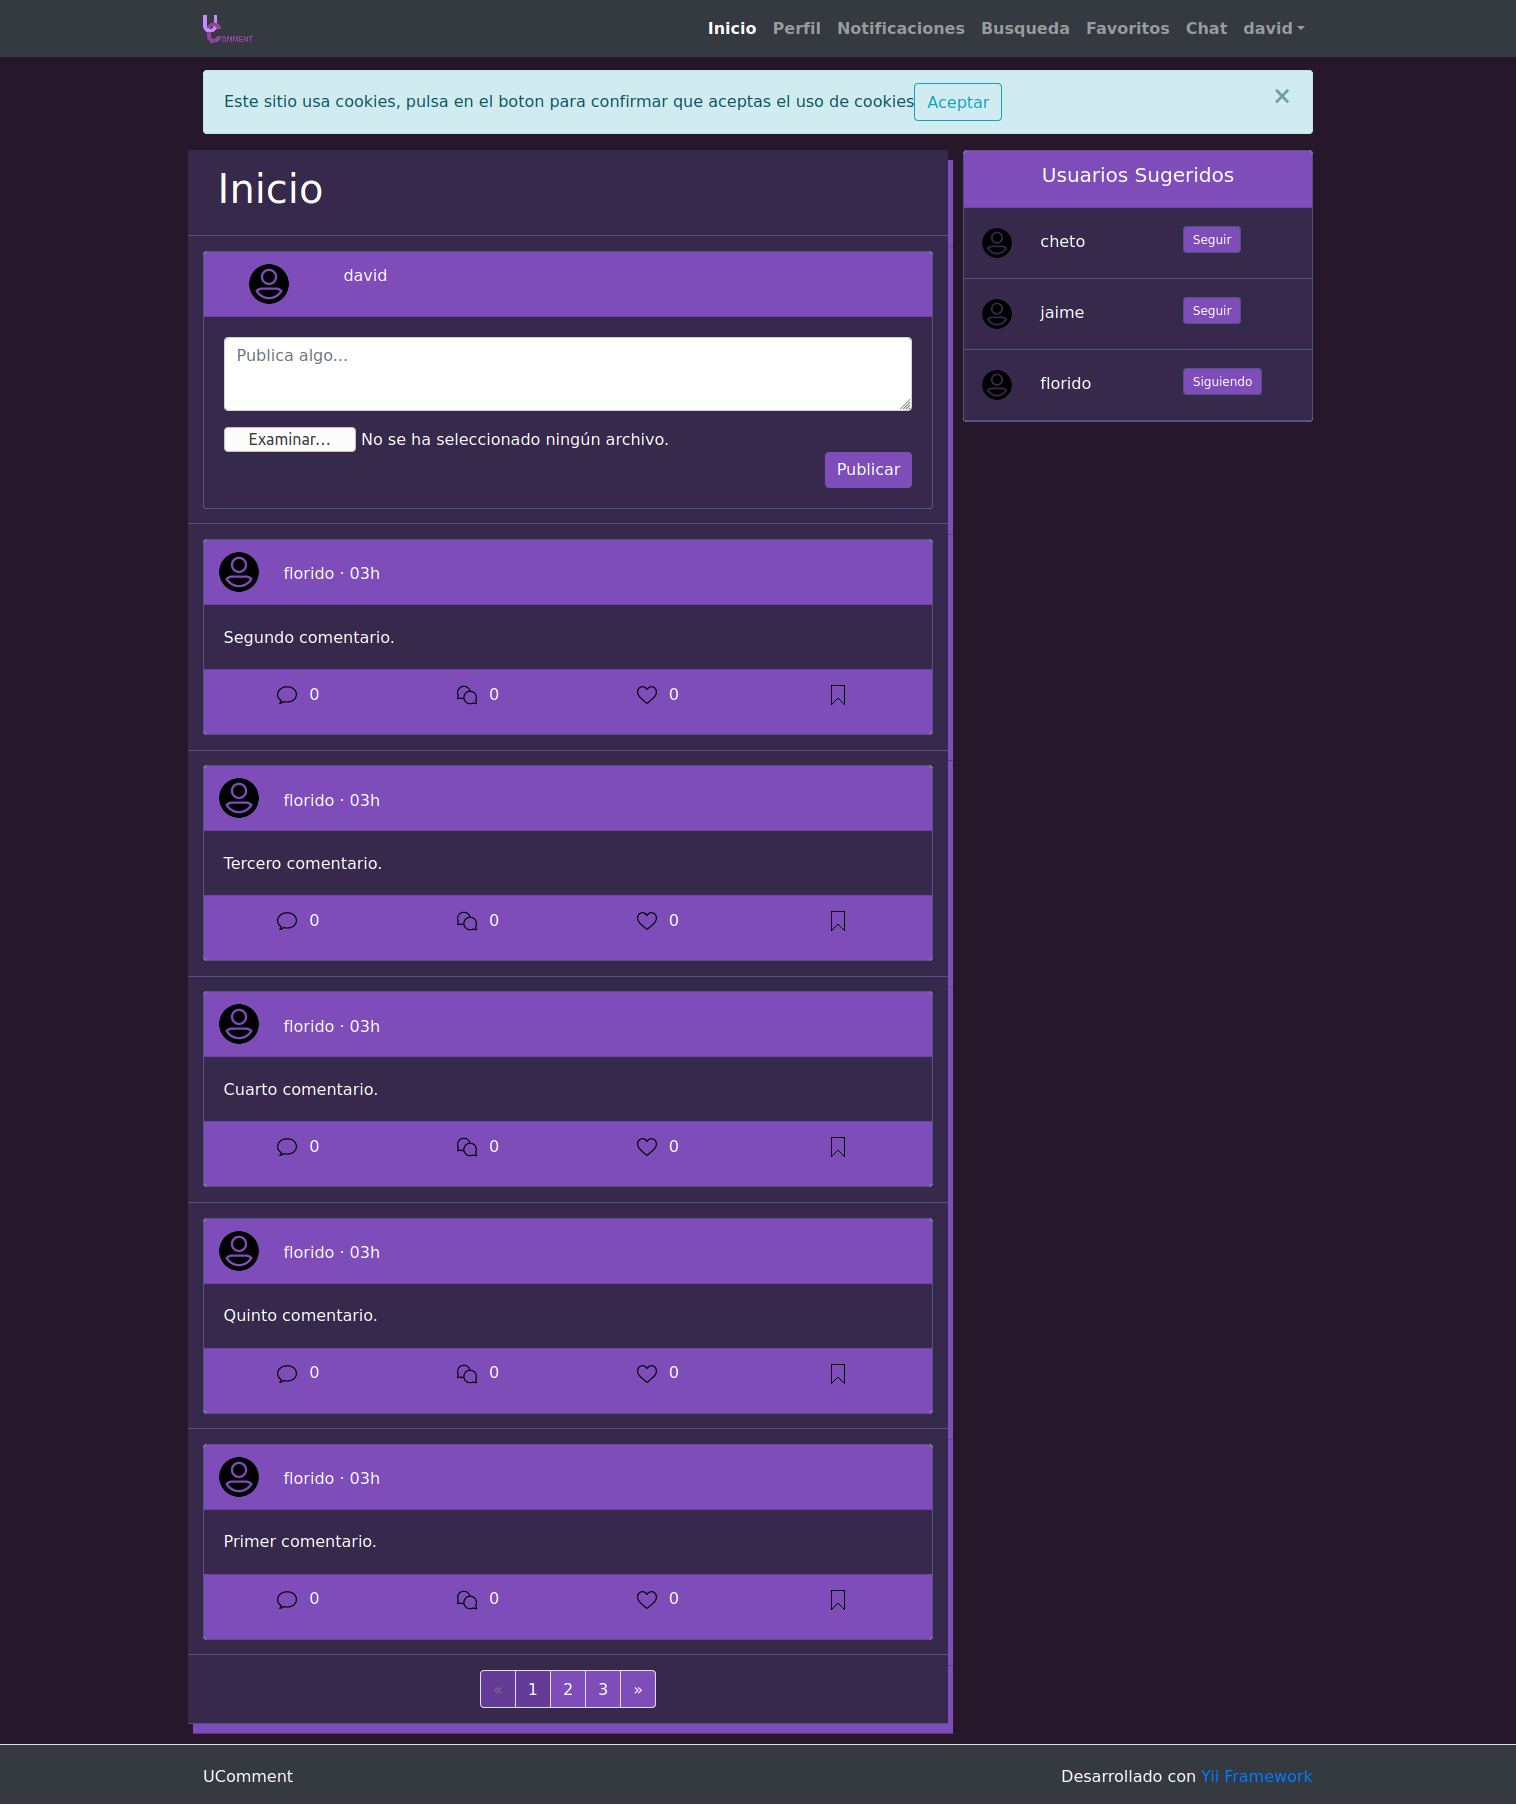 UComment
Inicio Perfil Notificaciones Busqueda Favoritos Chat david
Este sitio usa cookies, pulsa en el boton para confirmar que aceptas el uso de cookies Aceptar ×
Inicio
david
Publica algo...
Examinar... No se ha seleccionado ningún archivo.
Publicar
florido · 03h
Segundo comentario.
0 0 0
florido · 03h
Tercero comentario.
0 0 0
florido · 03h
Cuarto comentario.
0 0 0
florido · 03h
Quinto comentario.
0 0 0
florido · 03h
Primer comentario.
0 0 0
« 1 2 3 »
Usuarios Sugeridos
cheto Seguir
jaime Seguir
florido Siguiendo
UComment
Desarrollado con Yii Framework